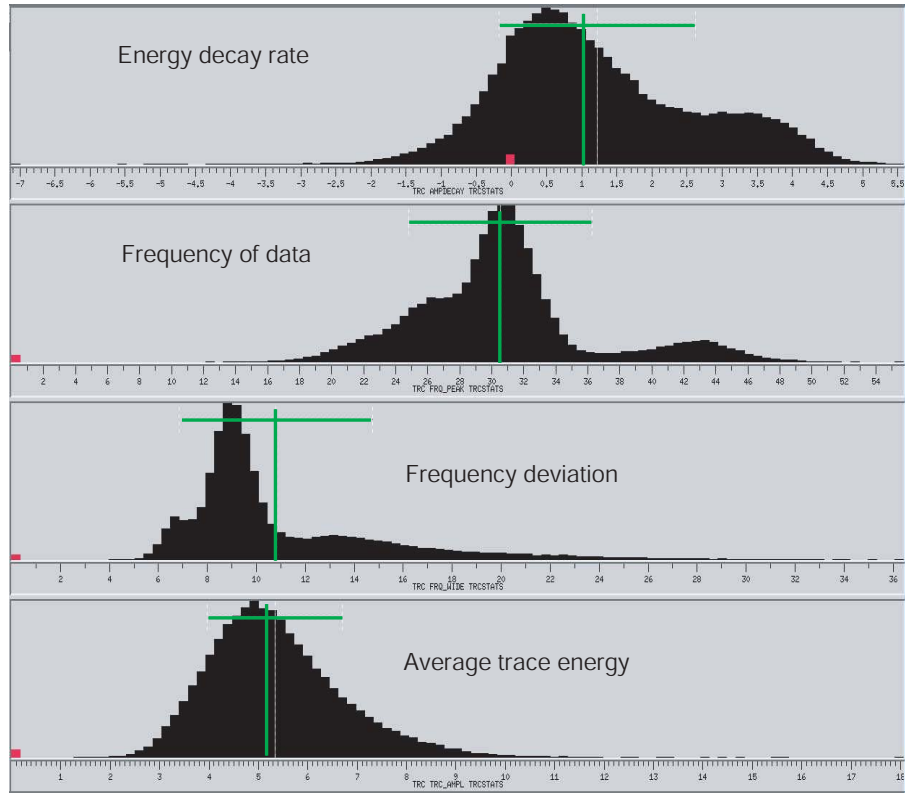 Energy decay rate
-7 -6.5 -6 -5.5 -5 -4.5 -4 -3.5 -3 -2.5 -2 -1.5 -1 -0.5 0 0.5 1 1.5 2 2.5 3 3.5 4 4.5 5 5.5
TRC AMPDECAY TRCSTATS
Frequency of data
2 4 6 8 10 12 14 16 18 20 22 24 26 28 30 32 34 36 38 40 42 44 46 48 50 52 54
TRC FRQ_PEAK TRCSTATS
Frequency deviation
2 4 6 8 10 12 14 16 18 20 22 24 26 28 30 32 34 36
TRC FRQ_WIDE TRCSTATS
Average trace energy
1 2 3 4 5 6 7 8 9 10 11 12 13 14 15 16 17 18
TRC TRC_AMPL TRCSTATS